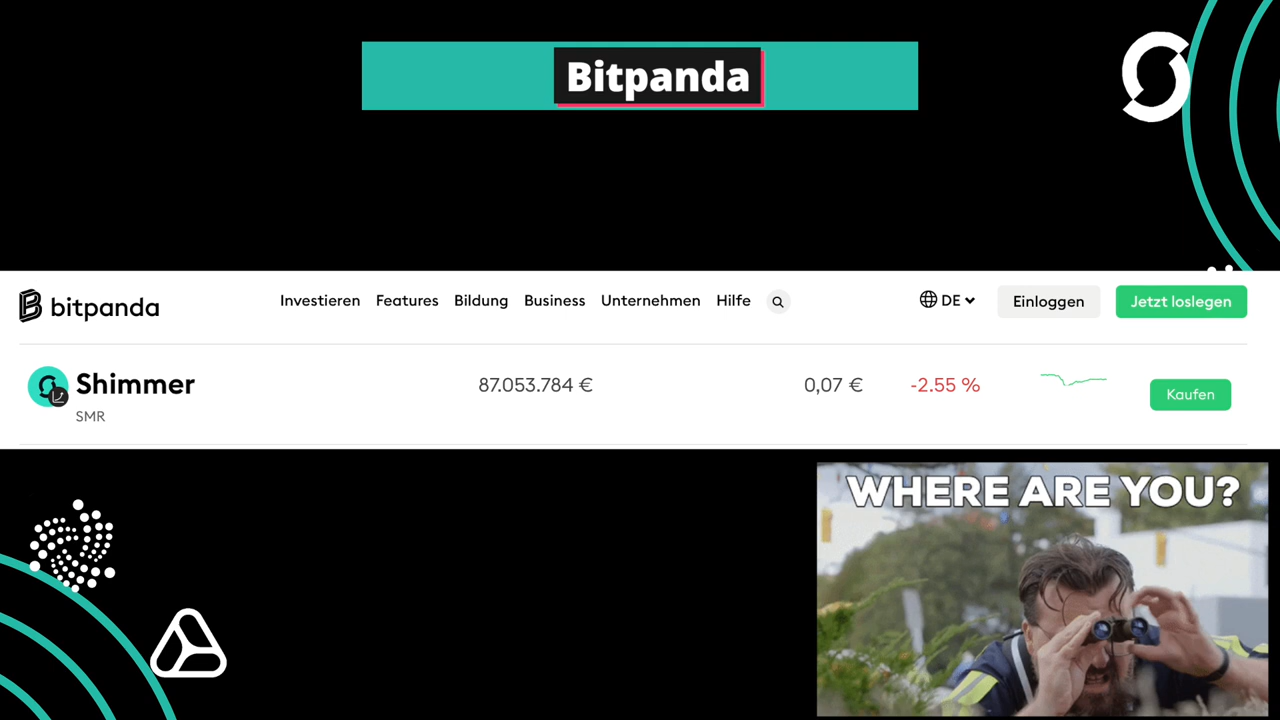 Bitpanda
bitpanda Investieren Features Bildung Business Unternehmen Hilfe DE Einloggen Jetzt loslegen
Shimmer 87.053.784 € 0,07 € -2.55 % Kaufen
SMR
WHERE ARE YOU?